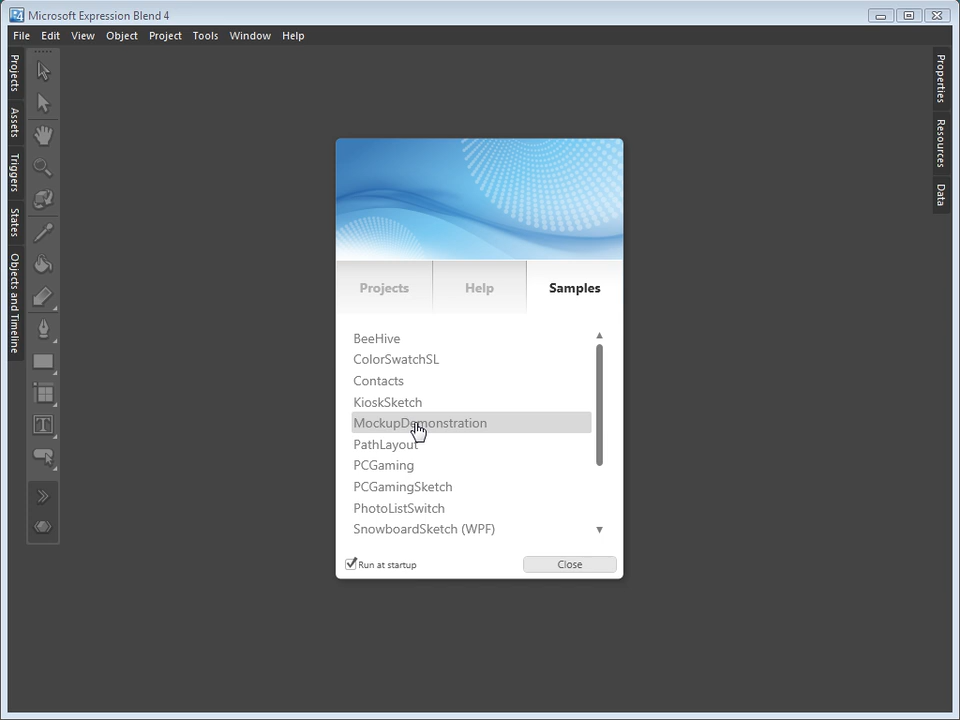 Microsoft Expression Blend 4
File Edit View Object Project Tools Window Help
Projects
Assets
Triggers
States
Objects and Timeline
Properties
Resources
Data
Projects Help Samples
BeeHive
ColorSwatchSL
Contacts
KioskSketch
MockupDemonstration
PathLayout
PCGaming
PCGamingSketch
PhotoListSwitch
SnowboardSketch (WPF)
Run at startup
Close